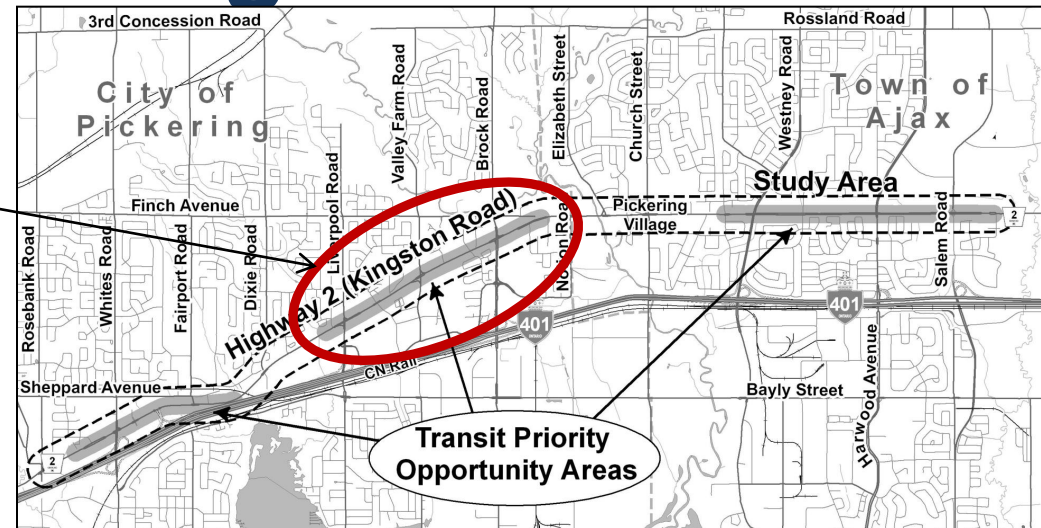 3rd Concession Road
Rossland Road
City of
Pickering
Town of
Ajax
Valley Farm Road
Brock Road
Elizabeth Street
Church Street
Westney Road
Study Area
Finch Avenue
Pickering
Village
2
Rosebank Road
Whites Road
Fairport Road
Dixie Road
Liverpool Road
Highway 2 (Kingston Road)
Notion Road
Salem Road
401
401
CN Rail
Sheppard Avenue
Bayly Street
Harwood Avenue
2
Transit Priority
Opportunity Areas